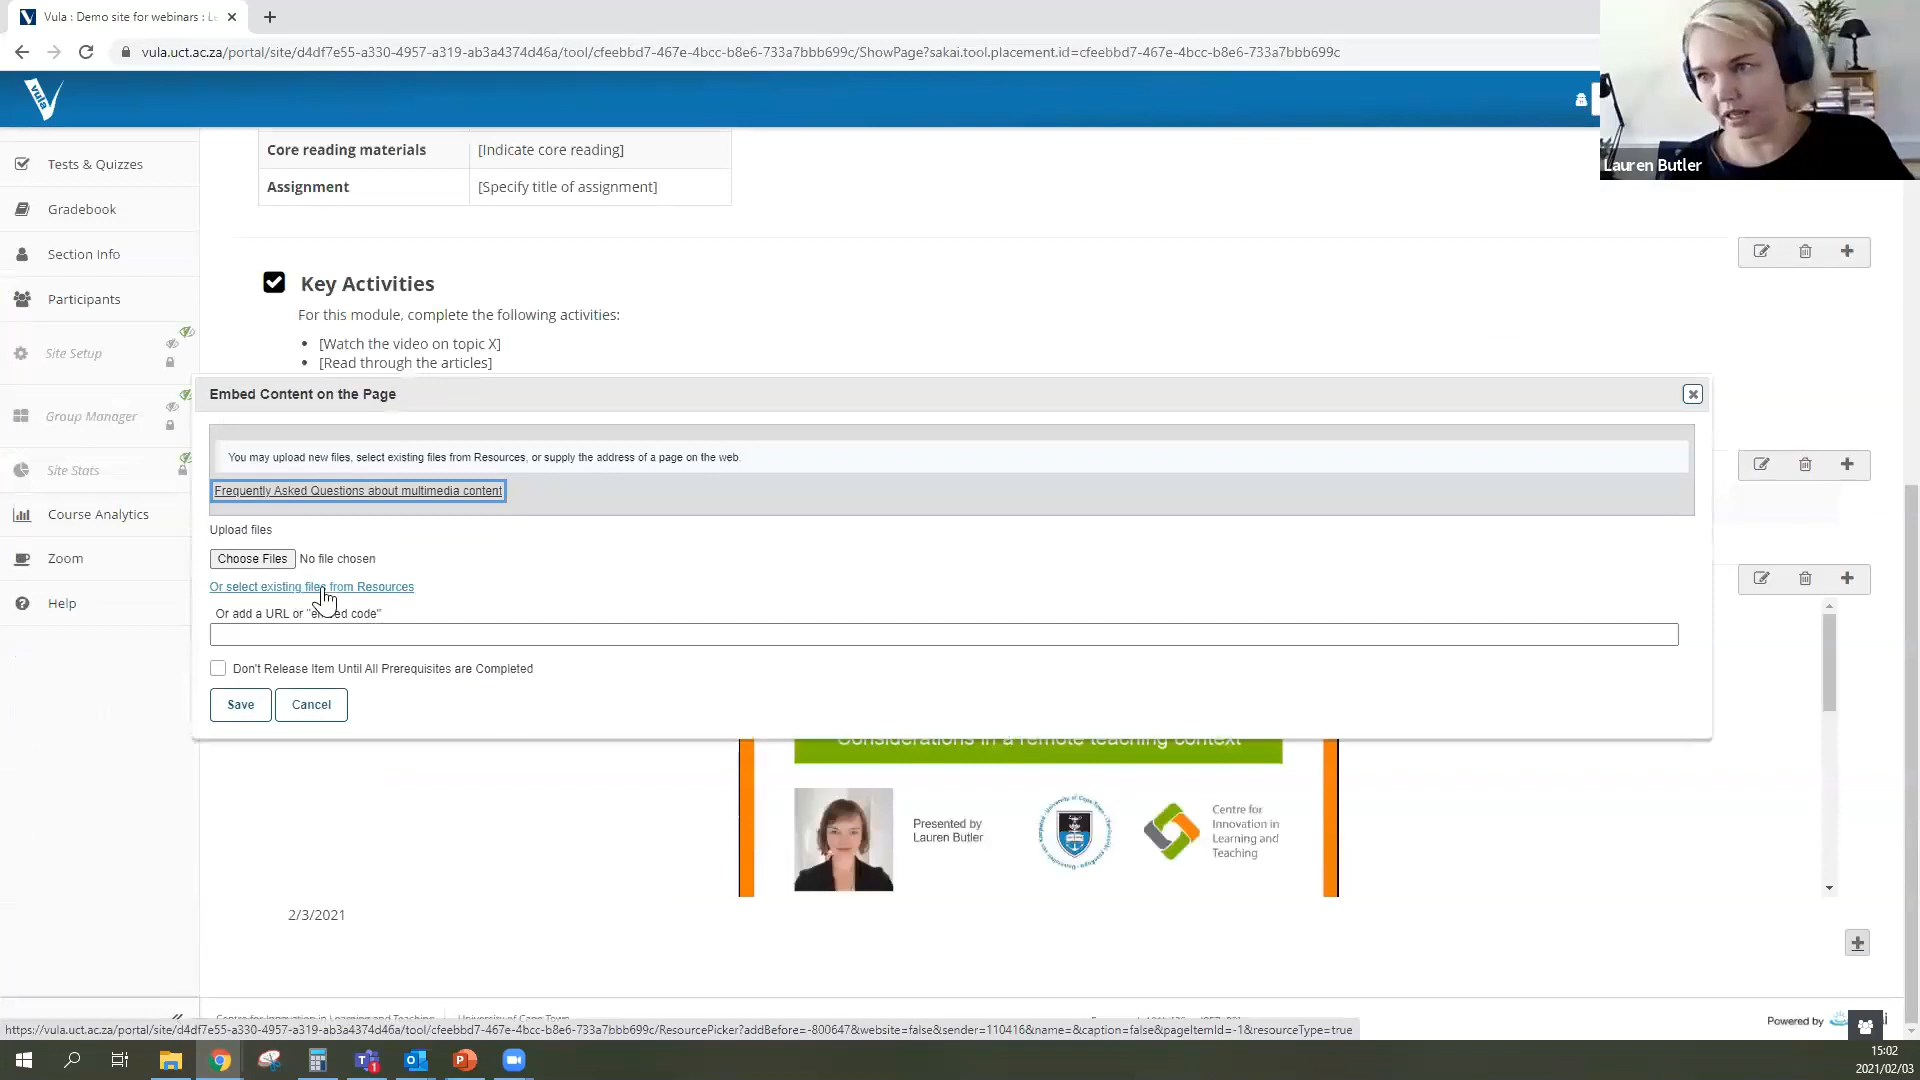 Vula : Demo site for webinars : Le
vula.uct.ac.za/portal/site/d4df7e55-a330-4957-a319-ab3a4374d46a/tool/cfeebbd7-467e-4bcc-b8e6-733a7bbb699c/ShowPage?sakai.tool.placement.id=cfeebbd7-467e-4bcc-b8e6-733a7bbb699c
vula
Lauren Butler
Tests & Quizzes
Gradebook
Section Info
Participants
Site Setup
Group Manager
Site Stats
Course Analytics
Zoom
Help
Core reading materials [Indicate core reading]
Assignment [Specify title of assignment]
Key Activities
For this module, complete the following activities:
• [Watch the video on topic X]
• [Read through the articles]
Embed Content on the Page
You may upload new files, select existing files from Resources, or supply the address of a page on the web.
Frequently Asked Questions about multimedia content
Upload files
Choose Files No file chosen
Or select existing files from Resources
Or add a URL or "embed code"
Don't Release Item Until All Prerequisites are Completed
Save Cancel
Considerations in a remote teaching context
Presented by
Lauren Butler
Centre for
Innovation in
Learning and
Teaching
2/3/2021
Centre for Innovation in Learning and Teaching University of Cape Town
Powered by
https://vula.uct.ac.za/portal/site/d4df7e55-a330-4957-a319-ab3a4374d46a/tool/cfeebbd7-467e-4bcc-b8e6-733a7bbb699c/ResourcePicker?addBefore=-800647&website=false&sender=110416&name=&caption=false&pageItemId=-1&resourceType=true
15:02
2021/02/03